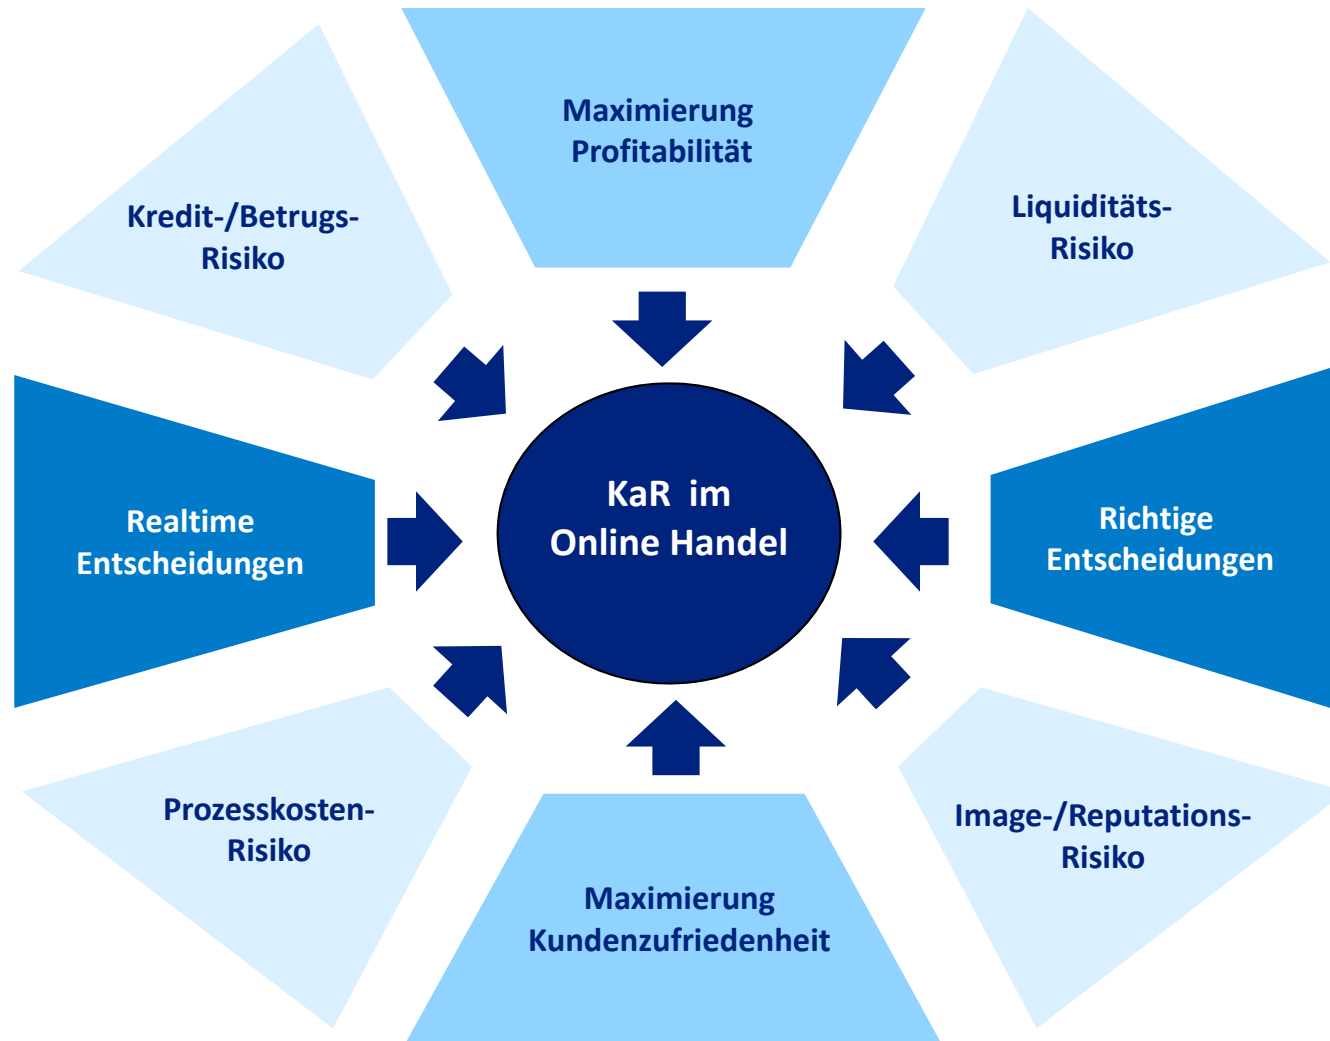 Maximierung
Profitabilität
Kredit-/Betrugs-
Risiko
Liquiditäts-
Risiko
Realtime
Entscheidungen
KaR im
Online Handel
Richtige
Entscheidungen
Prozesskosten-
Risiko
Image-/Reputations-
Risiko
Maximierung
Kundenzufriedenheit